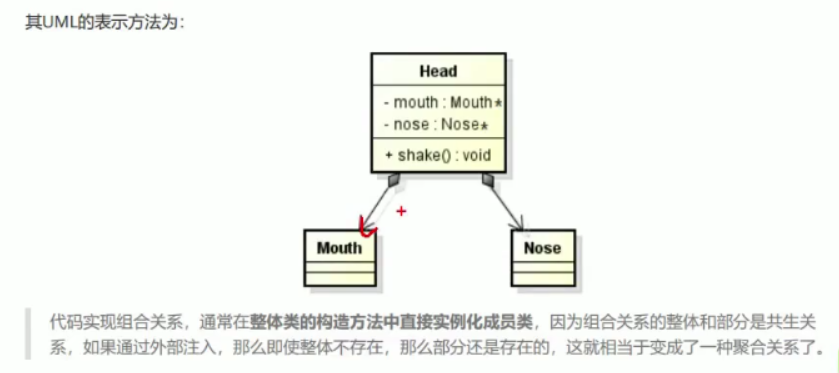 其UML的表示方法为：
Head
- mouth : Mouth*
- nose : Nose*
+ shake() : void
Mouth
Nose
代码实现组合关系，通常在整体类的构造方法中直接实例化成员类，因为组合关系的整体和部分是共生关
系，如果通过外部注入，那么即使整体不存在，那么部分还是存在的，这就相当于变成了一种聚合关系了。